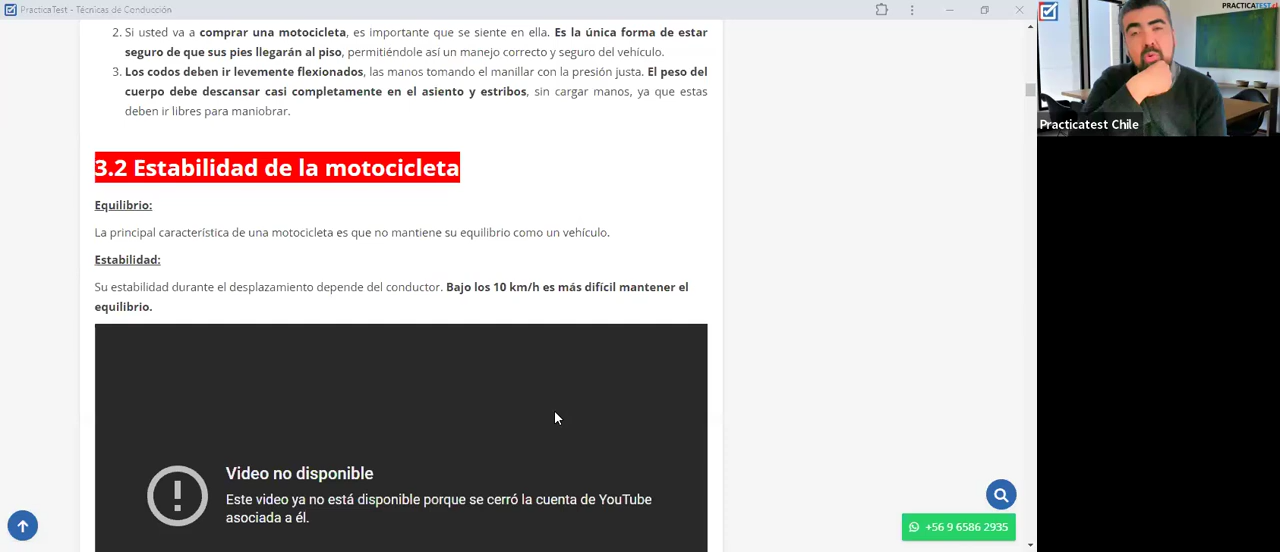 PracticaTest - Técnicas de Conducción
PRACTICATEST.cl
2. Si usted va a comprar una motocicleta, es importante que se siente en ella. Es la única forma de estar
seguro de que sus pies llegarán al piso, permitiéndole así un manejo correcto y seguro del vehículo.
3. Los codos deben ir levemente flexionados, las manos tomando el manillar con la presión justa. El peso del
cuerpo debe descansar casi completamente en el asiento y estribos, sin cargar manos, ya que estas
deben ir libres para maniobrar.
Practicatest Chile
3.2 Estabilidad de la motocicleta
Equilibrio:
La principal característica de una motocicleta es que no mantiene su equilibrio como un vehículo.
Estabilidad:
Su estabilidad durante el desplazamiento depende del conductor. Bajo los 10 km/h es más difícil mantener el
equilibrio.
Video no disponible
Este video ya no está disponible porque se cerró la cuenta de YouTube
asociada a él.
+56 9 6586 2935